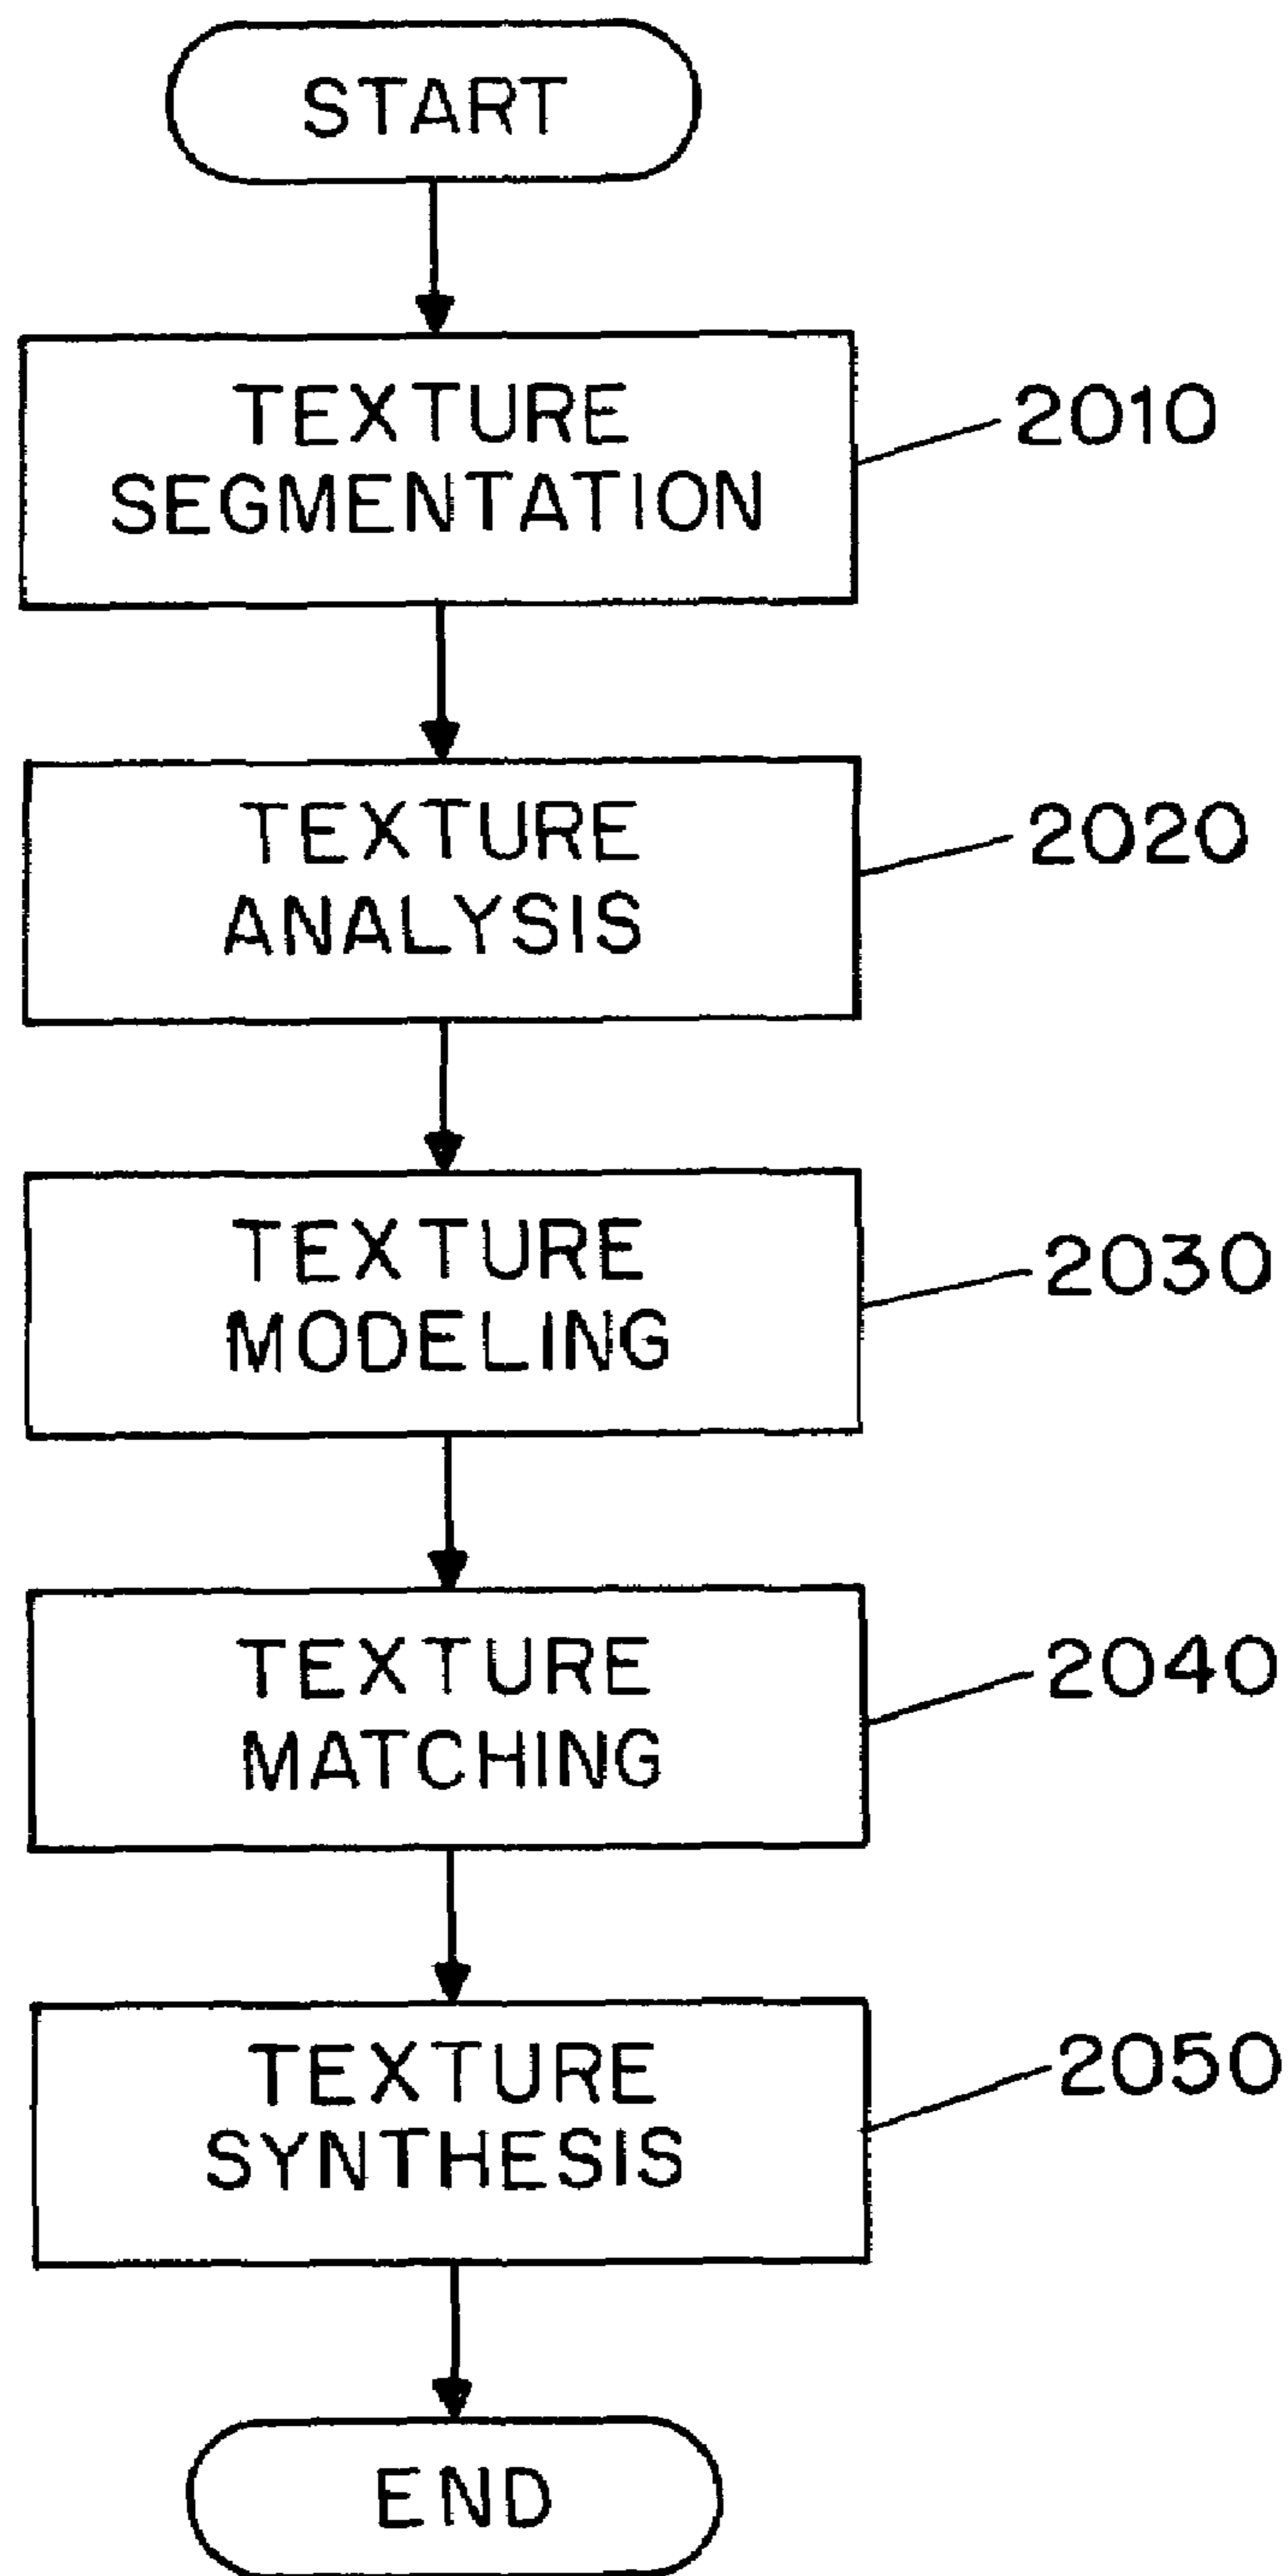 START
TEXTURE
SEGMENTATION
2010
TEXTURE
ANALYSIS
2020
TEXTURE
MODELING
2030
TEXTURE
MATCHING
2040
TEXTURE
SYNTHESIS
2050
END